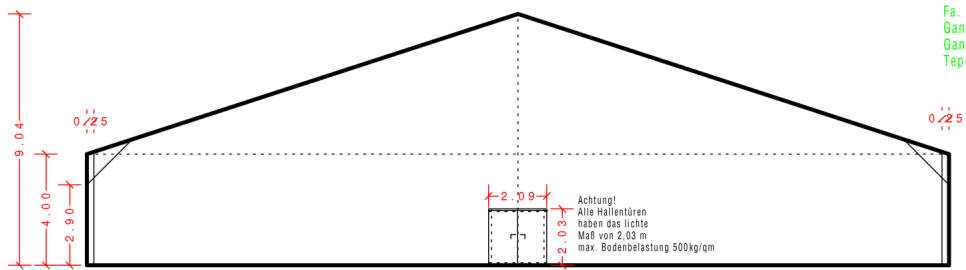 Fa.
Gan
Gan
Tep
0/25
0/25
9.04
4.00
2.90
2.09
2.03
Achtung!
Alle Hallentüren
haben das lichte
Maß von 2,03 m
max. Bodenbelastung 500kg/qm